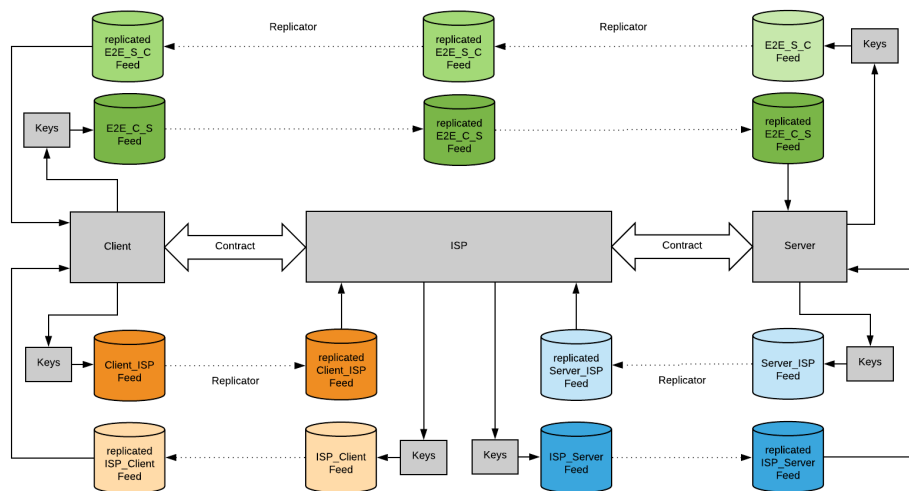 Replicator
Replicator
replicated
E2E_S_C
Feed
replicated
E2E_S_C
Feed
E2E_S_C
Feed
Keys
Keys
E2E_C_S
Feed
replicated
E2E_C_S
Feed
replicated
E2E_C_S
Feed
Client
Contract
ISP
Contract
Server
Keys
Client_ISP
Feed
Replicator
replicated
Client_ISP
Feed
replicated
Server_ISP
Feed
Replicator
Server_ISP
Feed
Keys
replicated
ISP_Client
Feed
ISP_Client
Feed
Keys
Keys
ISP_Server
Feed
replicated
ISP_Server
Feed